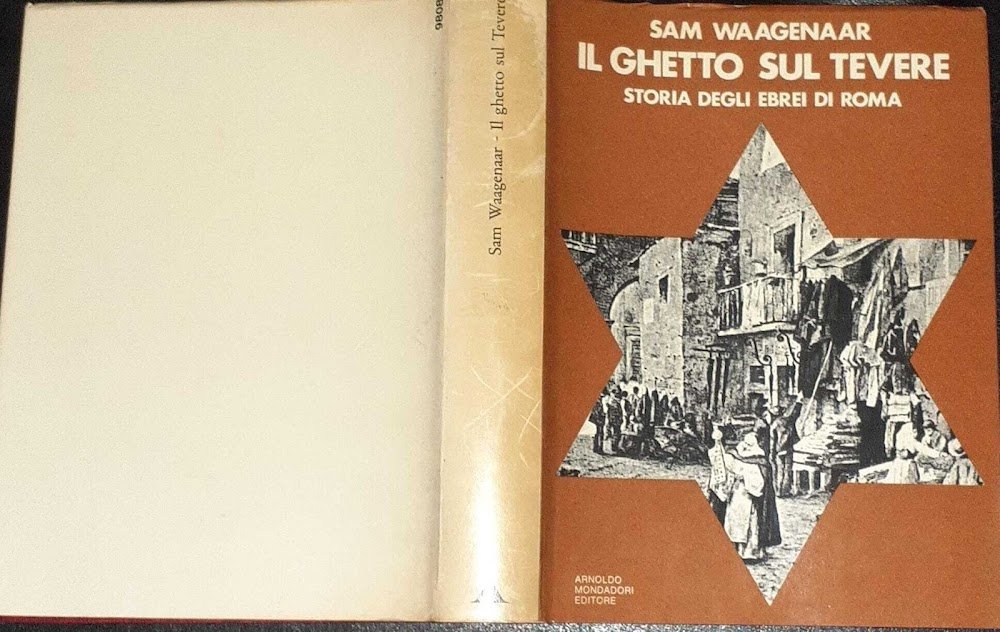 9808
Sam Waagenaar - Il ghetto sul Tevere
SAM WAAGENAAR
IL GHETTO SUL TEVERE
STORIA DEGLI EBREI DI ROMA
ARNOLDO
MONDADORI
EDITORE